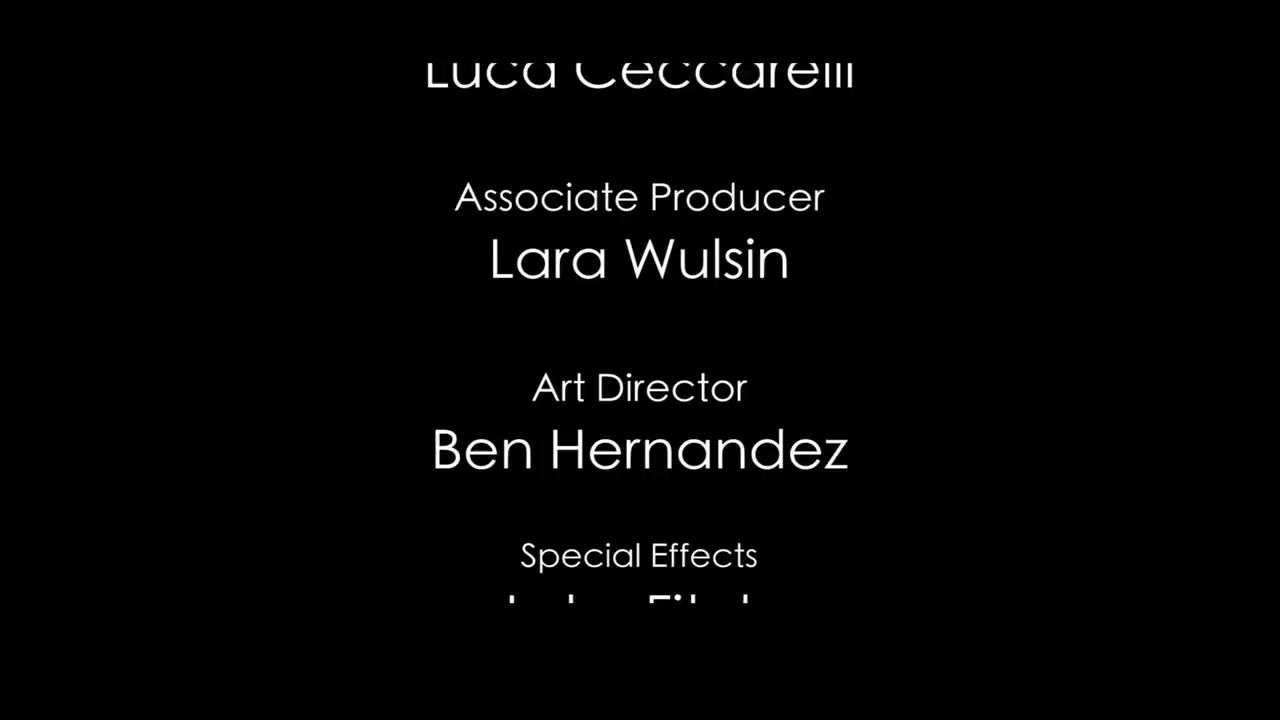 Luca Ceccarelli
Associate Producer
Lara Wulsin
Art Director
Ben Hernandez
Special Effects